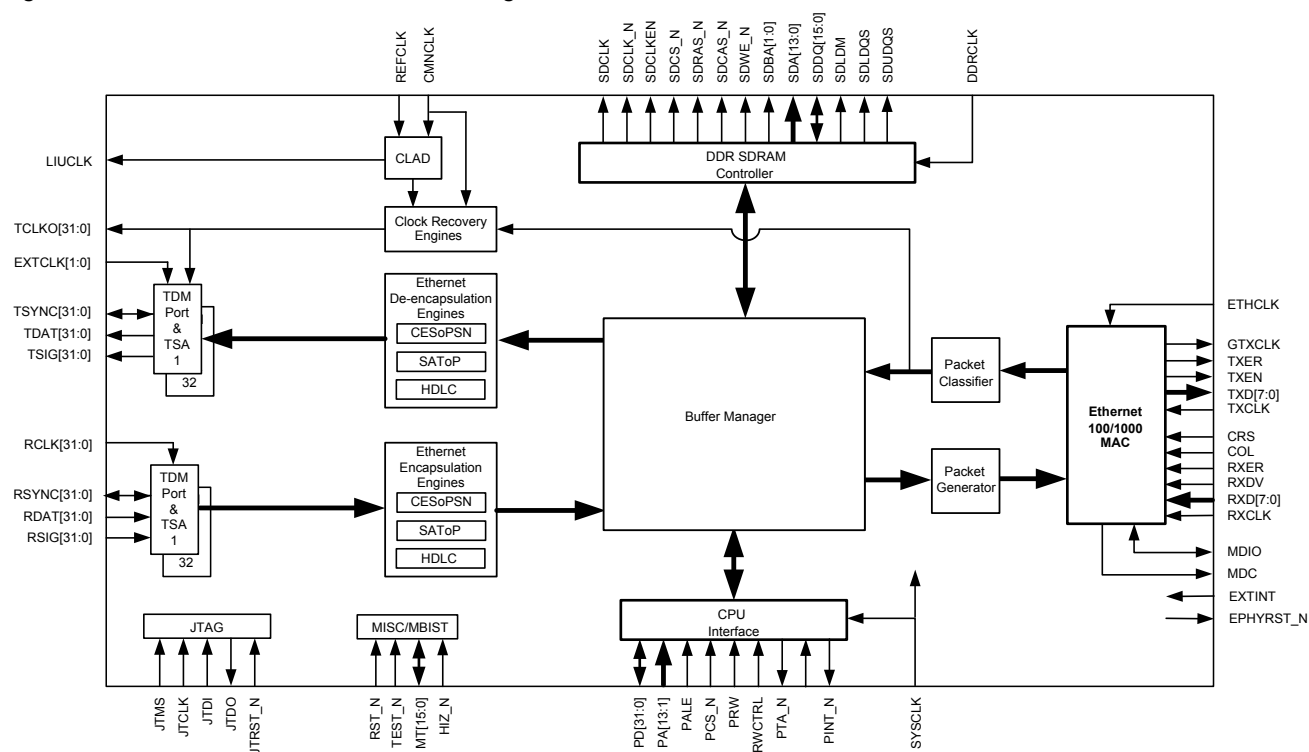 REFCLK
CMNCLK
SDCLK
SDCLK_N
SDCLKEN
SDCS_N
SDRAS_N
SDCAS_N
SDWE_N
SDBA[1:0]
SDA[13:0]
SDDQ[15:0]
SDLDM
SDLDQS
SDUDQS
DDRCLK
LIUCLK
CLAD
DDR SDRAM
Controller
TCLKO[31:0]
Clock Recovery
Engines
EXTCLK[1:0]
TSYNC[31:0]
TDAT[31:0]
TSIG[31:0]
TDM
Port
&
TSA
1
32
Ethernet
De-encapsulation
Engines
CESoPSN
SAToP
HDLC
Buffer Manager
Packet
Classifier
Packet
Generator
Ethernet
100/1000
MAC
ETHCLK
GTXCLK
TXER
TXEN
TXD[7:0]
TXCLK
CRS
COL
RXER
RXDV
RXD[7:0]
RXCLK
MDIO
MDC
EXTINT
EPHYRST_N
RCLK[31:0]
RSYNC[31:0]
RDAT[31:0]
RSIG[31:0]
TDM
Port
&
TSA
1
32
Ethernet
Encapsulation
Engines
CESoPSN
SAToP
HDLC
JTAG
MISC/MBIST
CPU
Interface
JTMS
JTCLK
JTDI
JTDO
JTRST_N
RST_N
TEST_N
MT[15:0]
HIZ_N
PD[31:0]
PA[13:1]
PALE
PCS_N
PRW
RWCTRL
PTA_N
PINT_N
SYSCLK